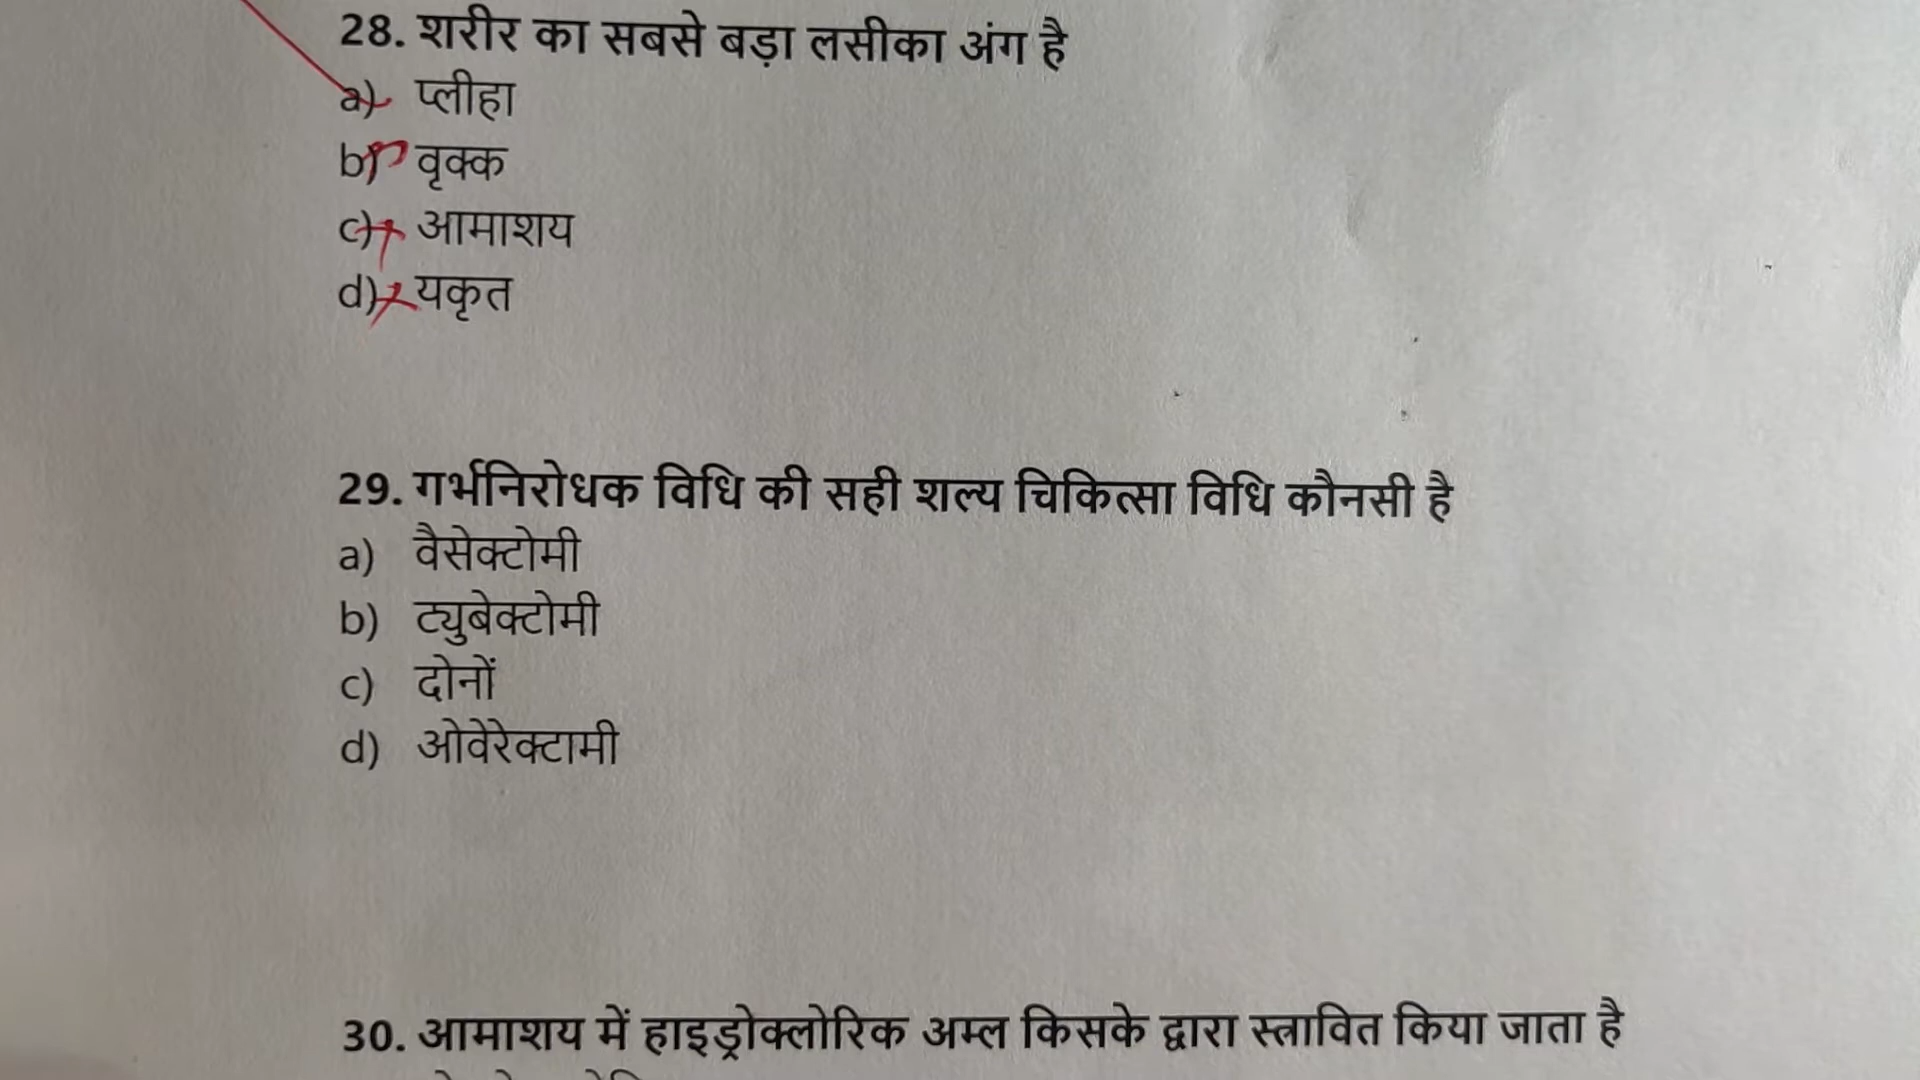 28. शरीर का सबसे बड़ा लसीका अंग है
a) प्लीहा
b) वृक्क
c) आमाशय
d) यकृत
29. गर्भनिरोधक विधि की सही शल्य चिकित्सा विधि कौनसी है
a) वैसेक्टोमी
b) ट्युबेक्टोमी
c) दोनों
d) ओवेरेक्टामी
30. आमाशय में हाइड्रोक्लोरिक अम्ल किसके द्वारा स्त्रावित किया जाता है